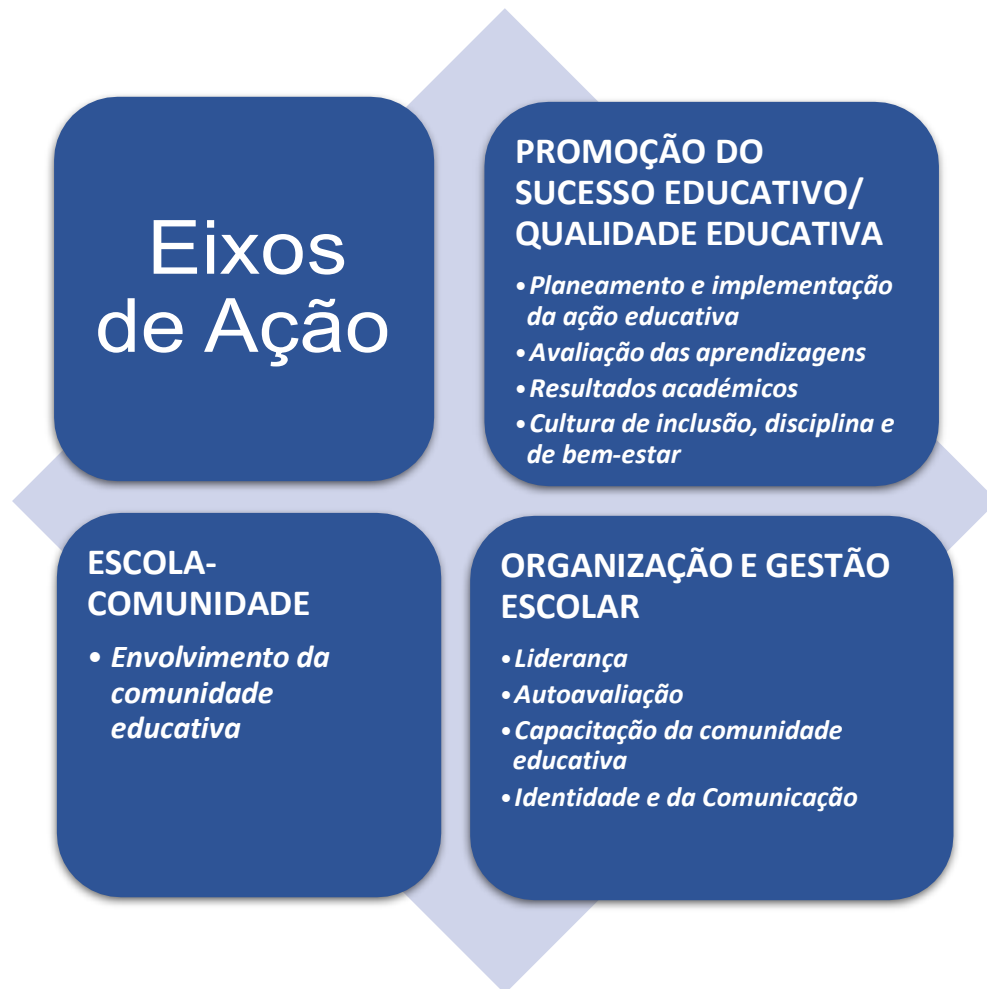 Eixos
de Ação
PROMOÇÃO DO
SUCESSO EDUCATIVO/
QUALIDADE EDUCATIVA
•Planeamento e implementação
da ação educativa
•Avaliação das aprendizagens
•Resultados académicos
•Cultura de inclusão, disciplina e
de bem-estar
ESCOLA-
COMUNIDADE
• Envolvimento da
comunidade
educativa
ORGANIZAÇÃO E GESTÃO
ESCOLAR
•Liderança
•Autoavaliação
•Capacitação da comunidade
educativa
•Identidade e da Comunicação